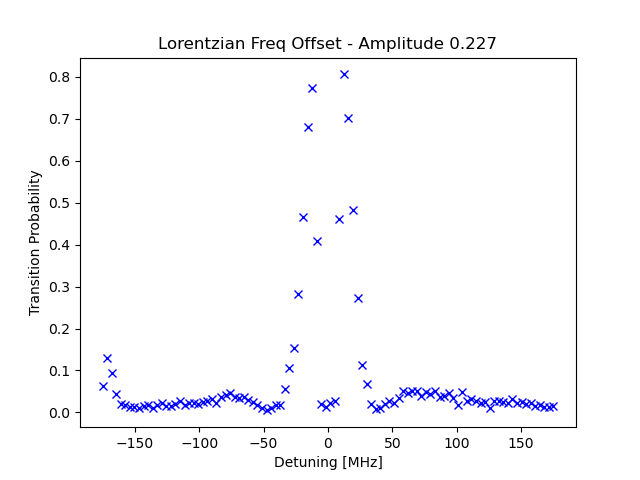 Lorentzian Freq Offset - Amplitude 0.227
Transition Probability
0.8
0.7
0.6
0.5
0.4
0.3
0.2
0.1
0.0
−150 −100 −50 0 50 100 150
Detuning [MHz]